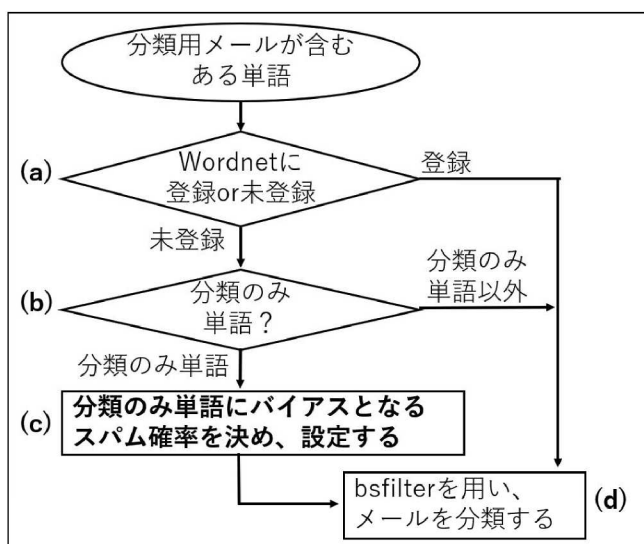 分類用メールが含む
ある単語
(a)
Wordnetに
登録or未登録
登録
未登録
(b)
分類のみ
単語？
分類のみ
単語以外
分類のみ単語
(c)
分類のみ単語にバイアスとなる
スパム確率を決め、設定する
bsfilterを用い、
メールを分類する
(d)